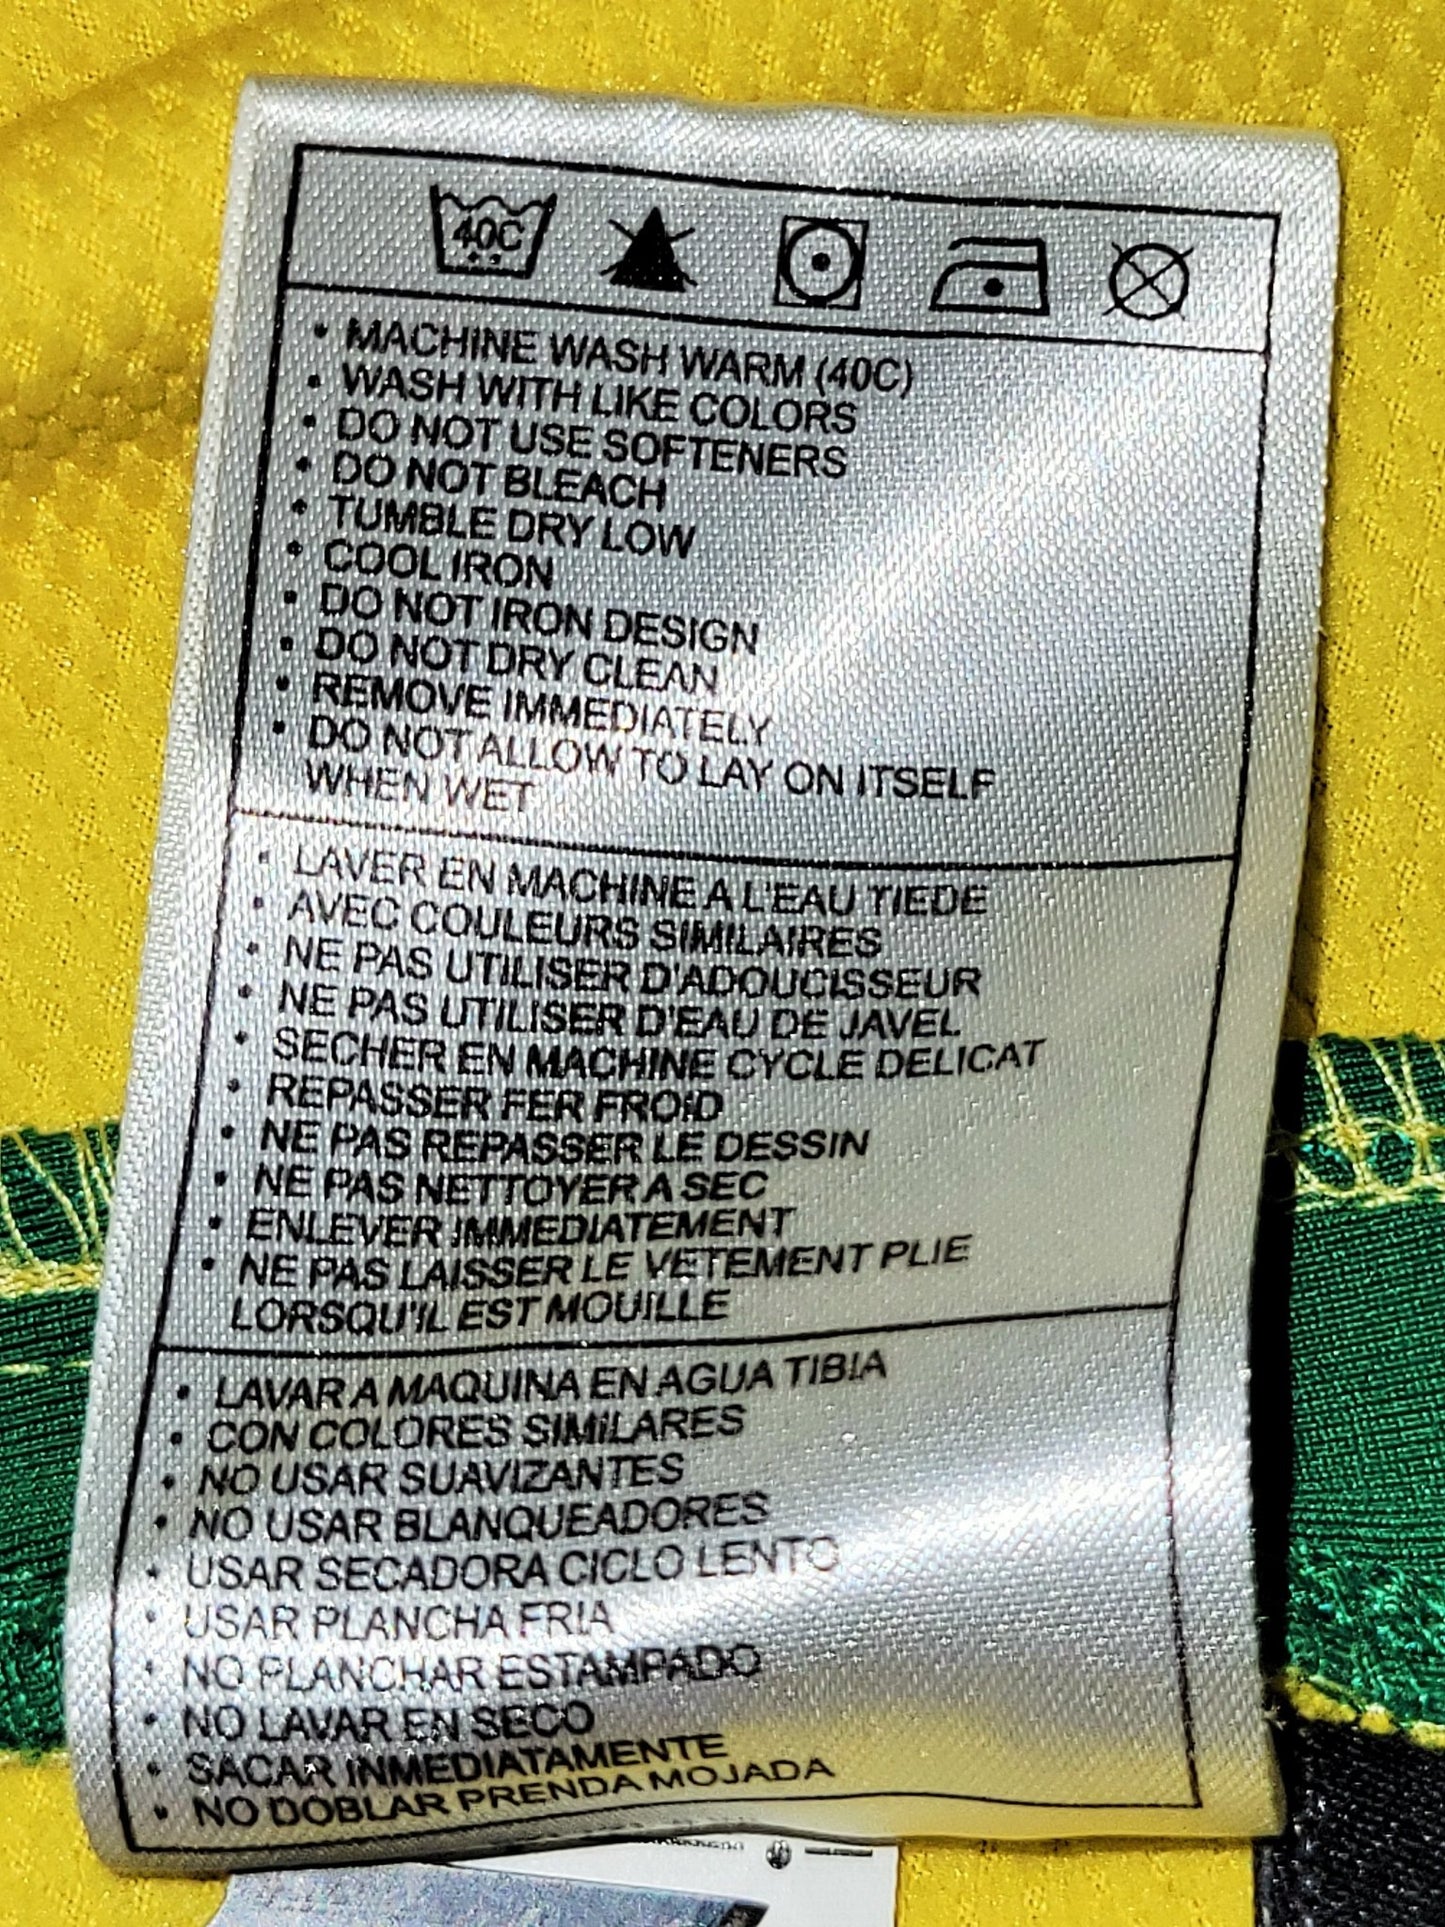 40C
• MACHINE WASH WARM (40C)
• WASH WITH LIKE COLORS
• DO NOT USE SOFTENERS
• DO NOT BLEACH
• TUMBLE DRY LOW
• COOL IRON
• DO NOT IRON DESIGN
• DO NOT DRY CLEAN
• REMOVE IMMEDIATELY
• DO NOT ALLOW TO LAY ON ITSELF
WHEN WET
• LAVER EN MACHINE A L'EAU TIEDE
• AVEC COULEURS SIMILAIRES
• NE PAS UTILISER D'ADOUCISSEUR
• NE PAS UTILISER D'EAU DE JAVEL
• SECHER EN MACHINE CYCLE DELICAT
• REPASSER FER FROID
• NE PAS REPASSER LE DESSIN
• NE PAS NETTOYER A SEC
• ENLEVER IMMEDIATEMENT
• NE PAS LAISSER LE VETEMENT PLIE
LORSQU'IL EST MOUILLE
• LAVAR A MAQUINA EN AGUA TIBIA
• CON COLORES SIMILARES
• NO USAR SUAVIZANTES
• NO USAR BLANQUEADORES
• USAR SECADORA CICLO LENTO
• USAR PLANCHA FRIA
• NO PLANCHAR ESTAMPADO
• NO LAVAR EN SECO
• SACAR INMEDIATAMENTE
• NO DOBLAR PRENDA MOJADA